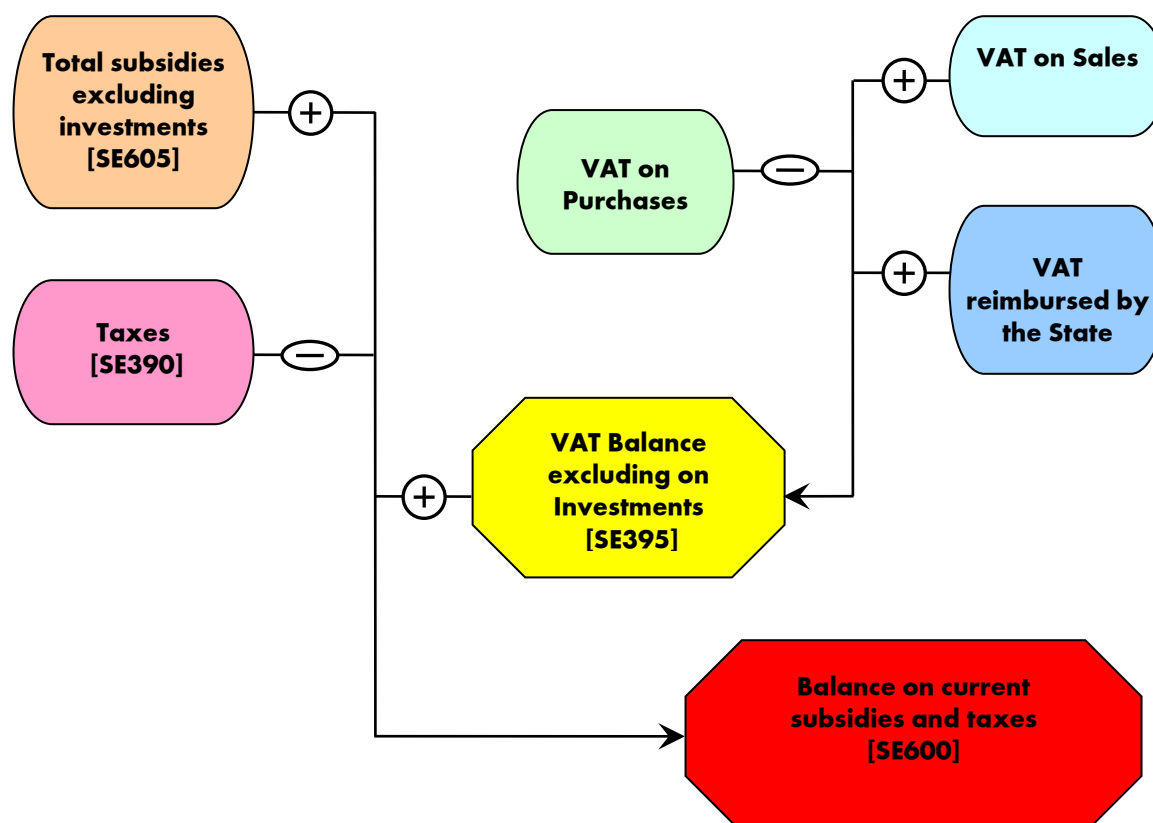 Total subsidies
excluding
investments
[SE605]
+
VAT on Sales
+
VAT on
Purchases
−
VAT
reimbursed by
the State
+
Taxes
[SE390]
−
VAT Balance
excluding on
Investments
[SE395]
+
Balance on current
subsidies and taxes
[SE600]